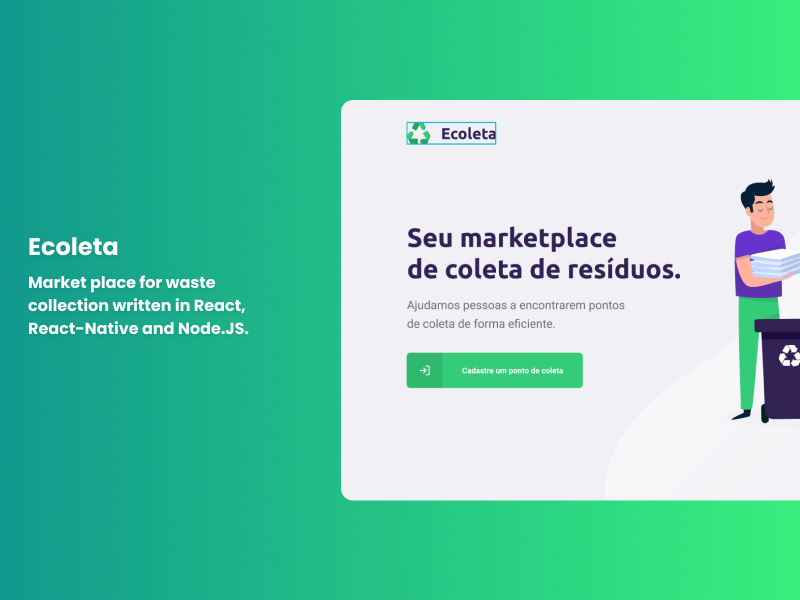 Ecoleta
Market place for waste
collection written in React,
React-Native and Node.JS.
Ecoleta
Seu marketplace
de coleta de resíduos.
Ajudamos pessoas a encontrarem pontos
de coleta de forma eficiente.
Cadastre um ponto de coleta